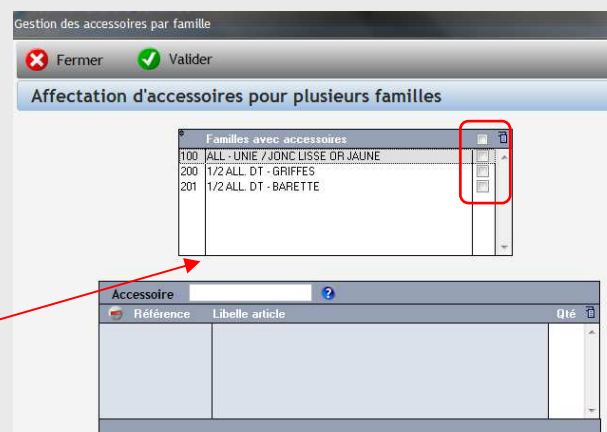 Gestion des accessoires par famille
Fermer Valider
Affectation d'accessoires pour plusieurs familles
Familles avec accessoires
100 ALL - UNIE / JONC LISSE OR JAUNE
200 1/2 ALL. DT - GRIFFES
201 1/2 ALL. DT - BARETTE
Accessoire
Référence Libelle article Qté